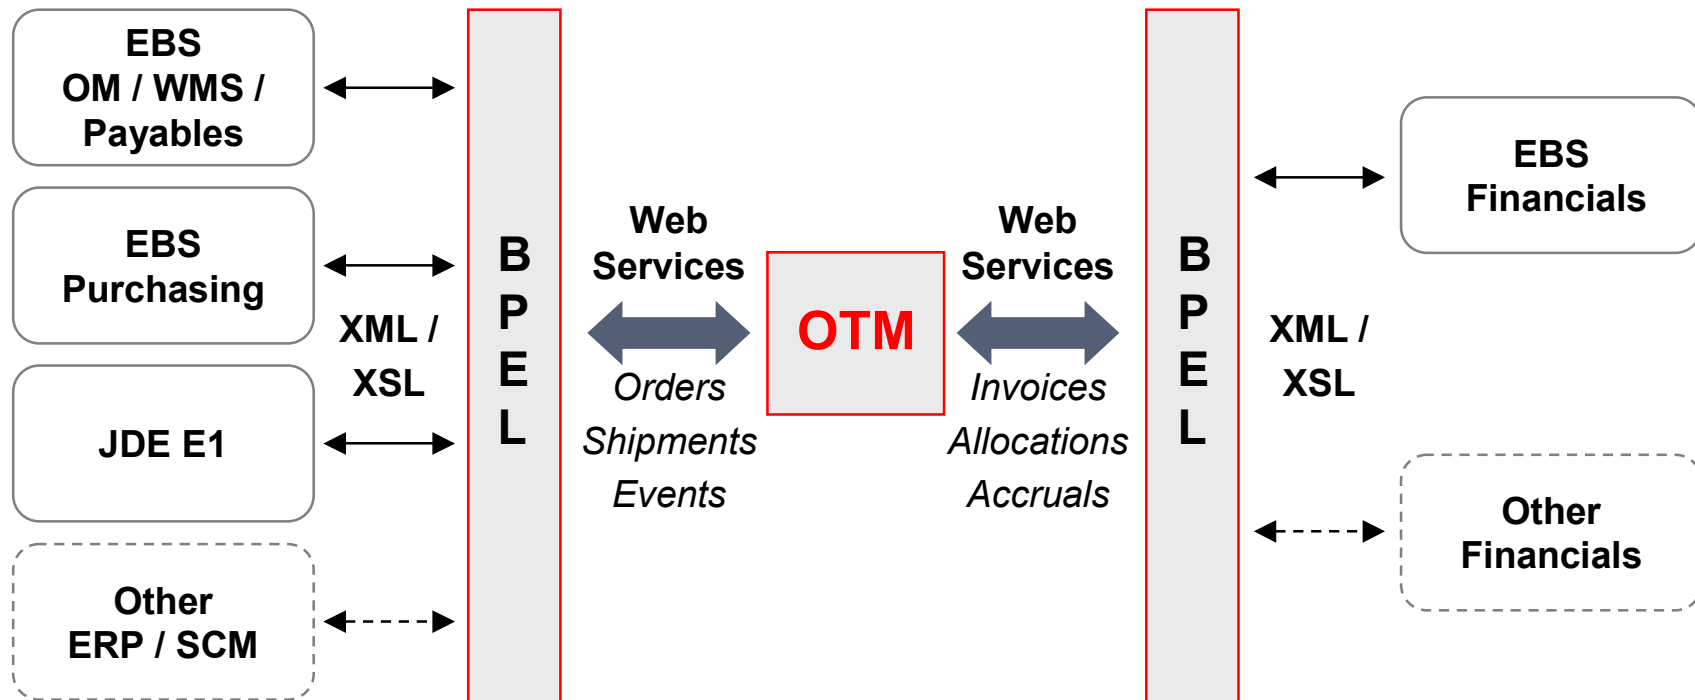 EBS
OM / WMS /
Payables
EBS
Purchasing
JDE E1
Other
ERP / SCM
XML /
XSL
B
P
E
L
Web
Services
Orders
Shipments
Events
OTM
Web
Services
Invoices
Allocations
Accruals
B
P
E
L
XML /
XSL
EBS
Financials
Other
Financials